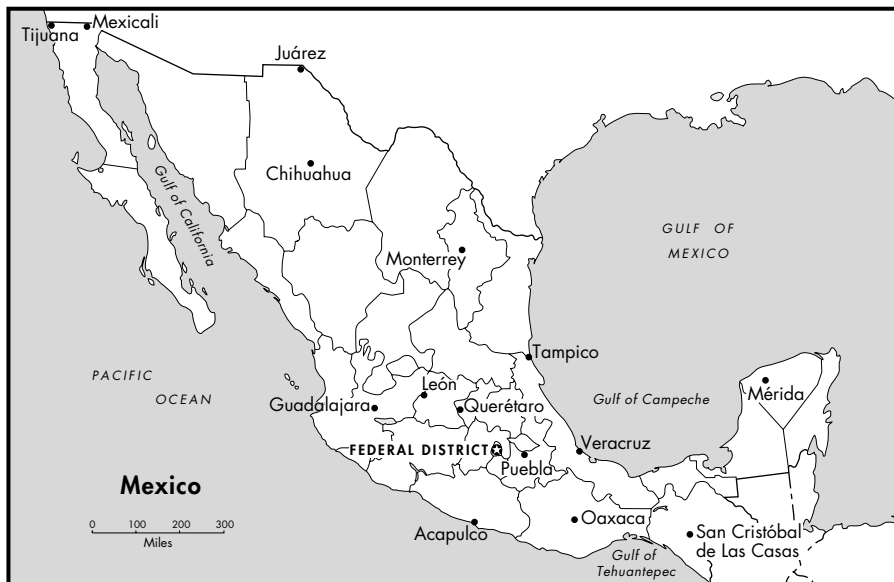 Mexicali
Tijuana
Juárez
Chihuahua
Gulf of California
GULF OF
MEXICO
Monterrey
Tampico
PACIFIC
OCEAN
León
Mérida
Gulf of Campeche
Guadalajara
Querétaro
FEDERAL DISTRICT
Veracruz
Puebla
Mexico
0 100 200 300
Miles
Acapulco
Oaxaca
San Cristóbal
de Las Casas
Gulf of
Tehuantepec